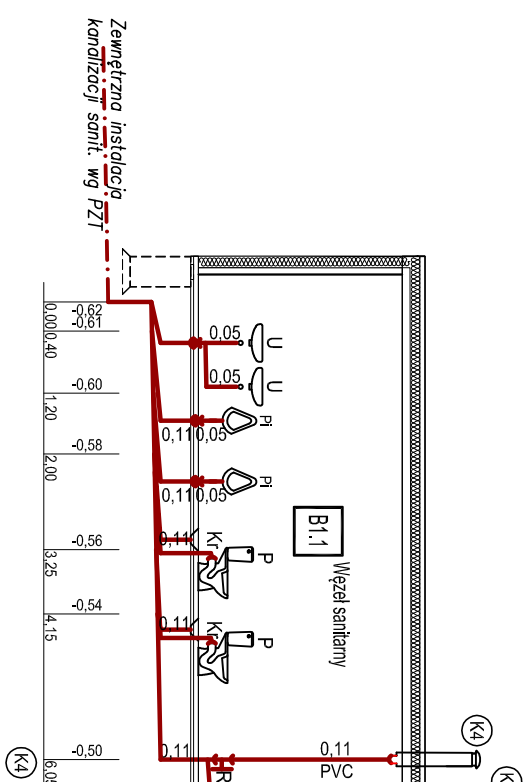 Zewnętrzna instalacja
kanalizacji sanit. wg PZT
0,05
U
0,05
U
0,11
0,05
Pi
0,11
0,05
Pi
B1.1
Węzeł sanitarny
0,11
Kr
P
0,11
Kr
P
0,11
R
0,11
PVC
K4
-0,62
-0,61
-0,60
-0,58
-0,56
-0,54
-0,50
0,00
0,40
1,20
2,00
3,25
4,15
6,05
K4